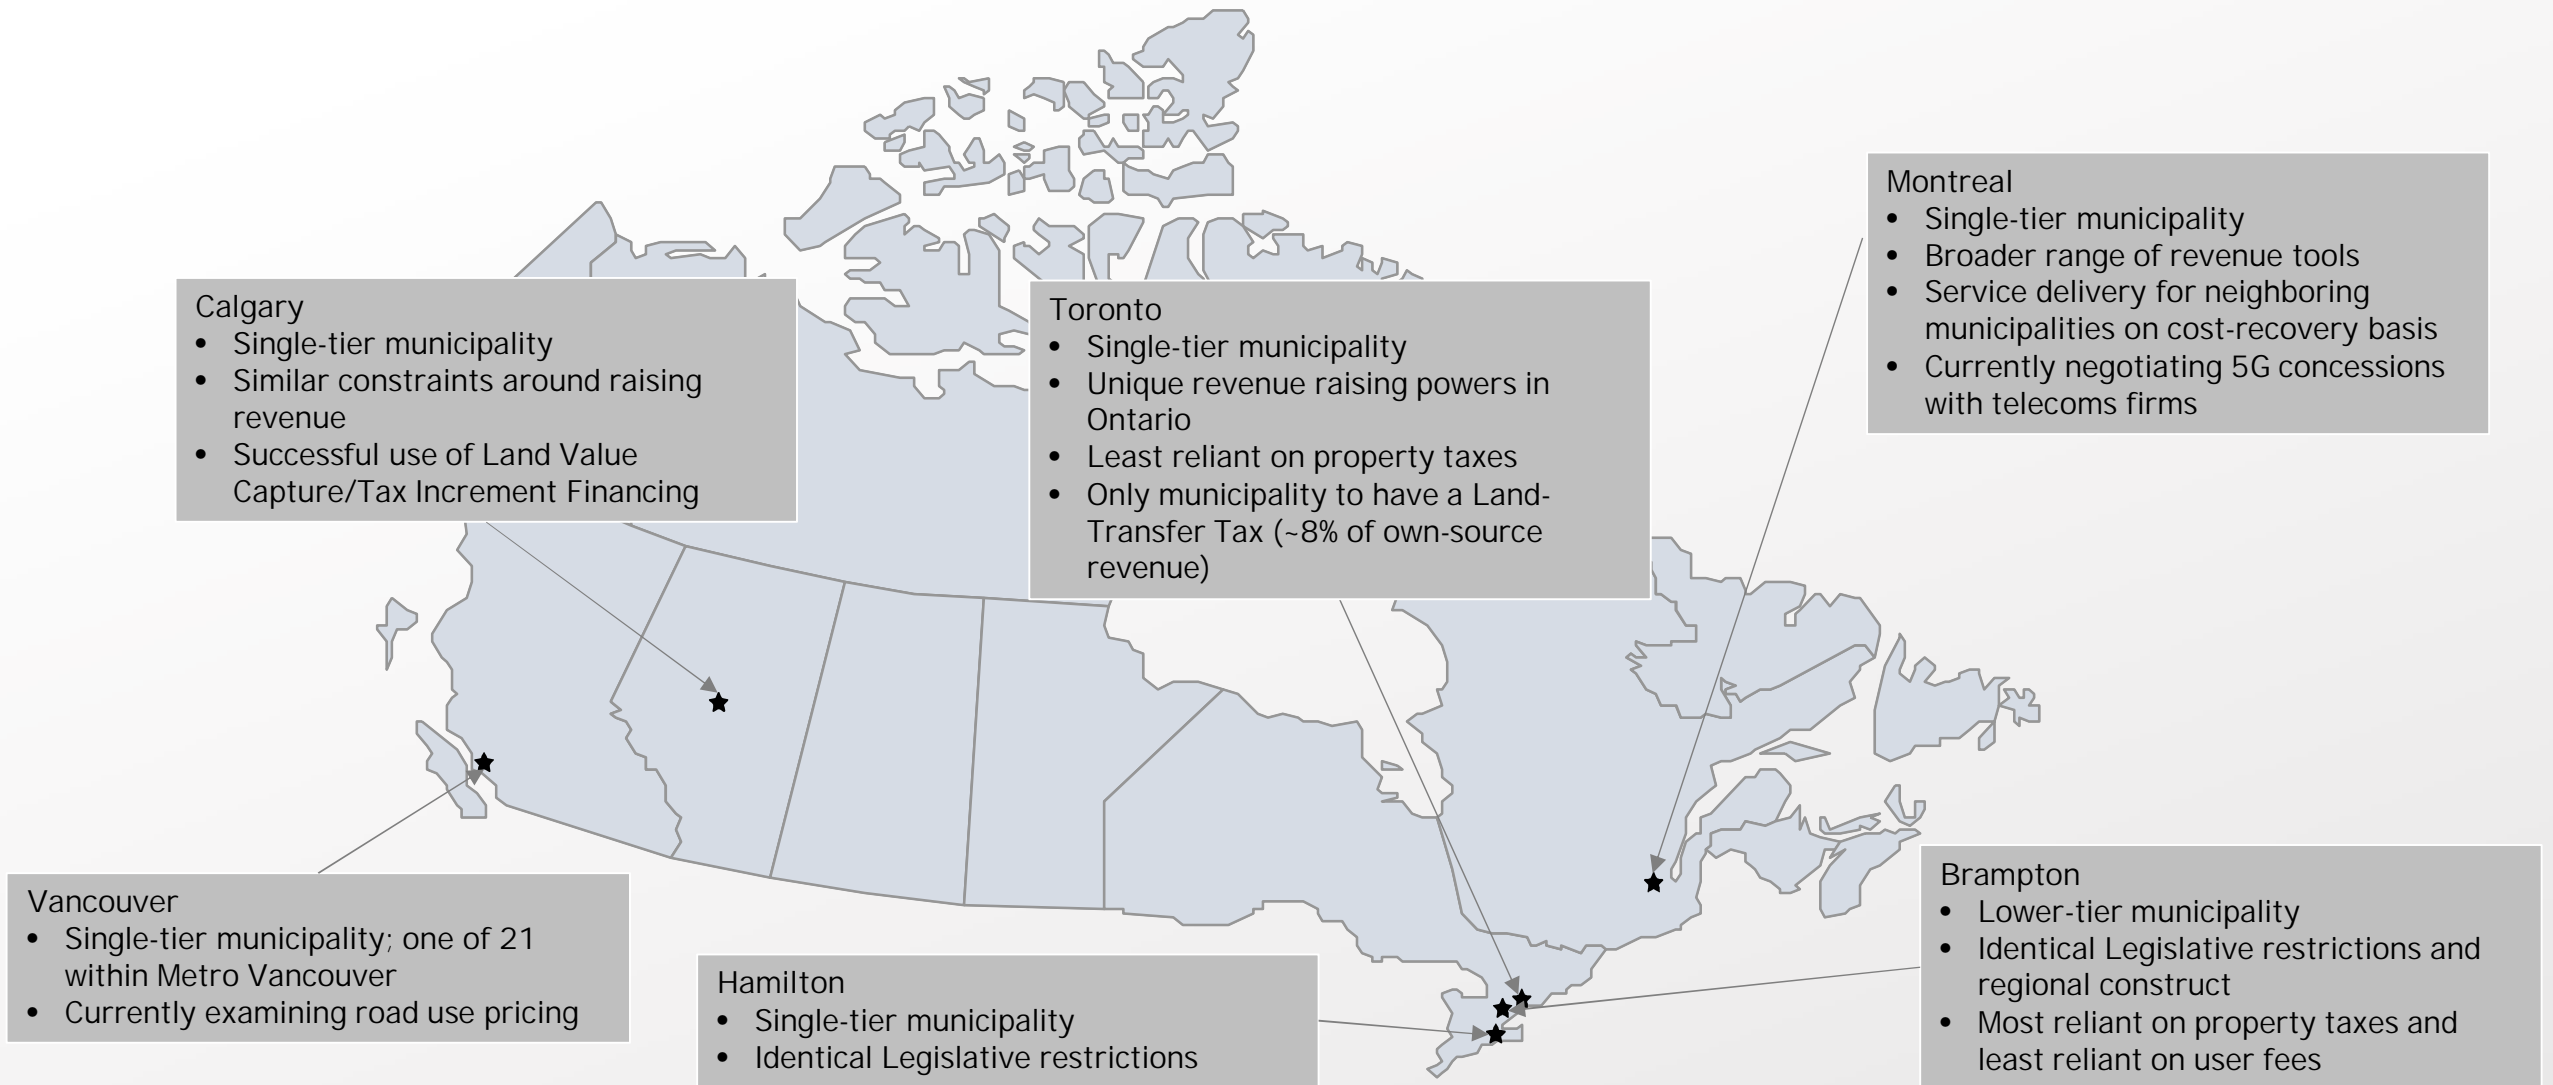 Montreal
• Single-tier municipality
• Broader range of revenue tools
• Service delivery for neighboring
municipalities on cost-recovery basis
• Currently negotiating 5G concessions
with telecoms firms
Calgary
• Single-tier municipality
• Similar constraints around raising
revenue
• Successful use of Land Value
Capture/Tax Increment Financing
Toronto
• Single-tier municipality
• Unique revenue raising powers in
Ontario
• Least reliant on property taxes
• Only municipality to have a Land-
Transfer Tax (~8% of own-source
revenue)
Vancouver
• Single-tier municipality; one of 21
within Metro Vancouver
• Currently examining road use pricing
Hamilton
• Single-tier municipality
• Identical Legislative restrictions
Brampton
• Lower-tier municipality
• Identical Legislative restrictions and
regional construct
• Most reliant on property taxes and
least reliant on user fees